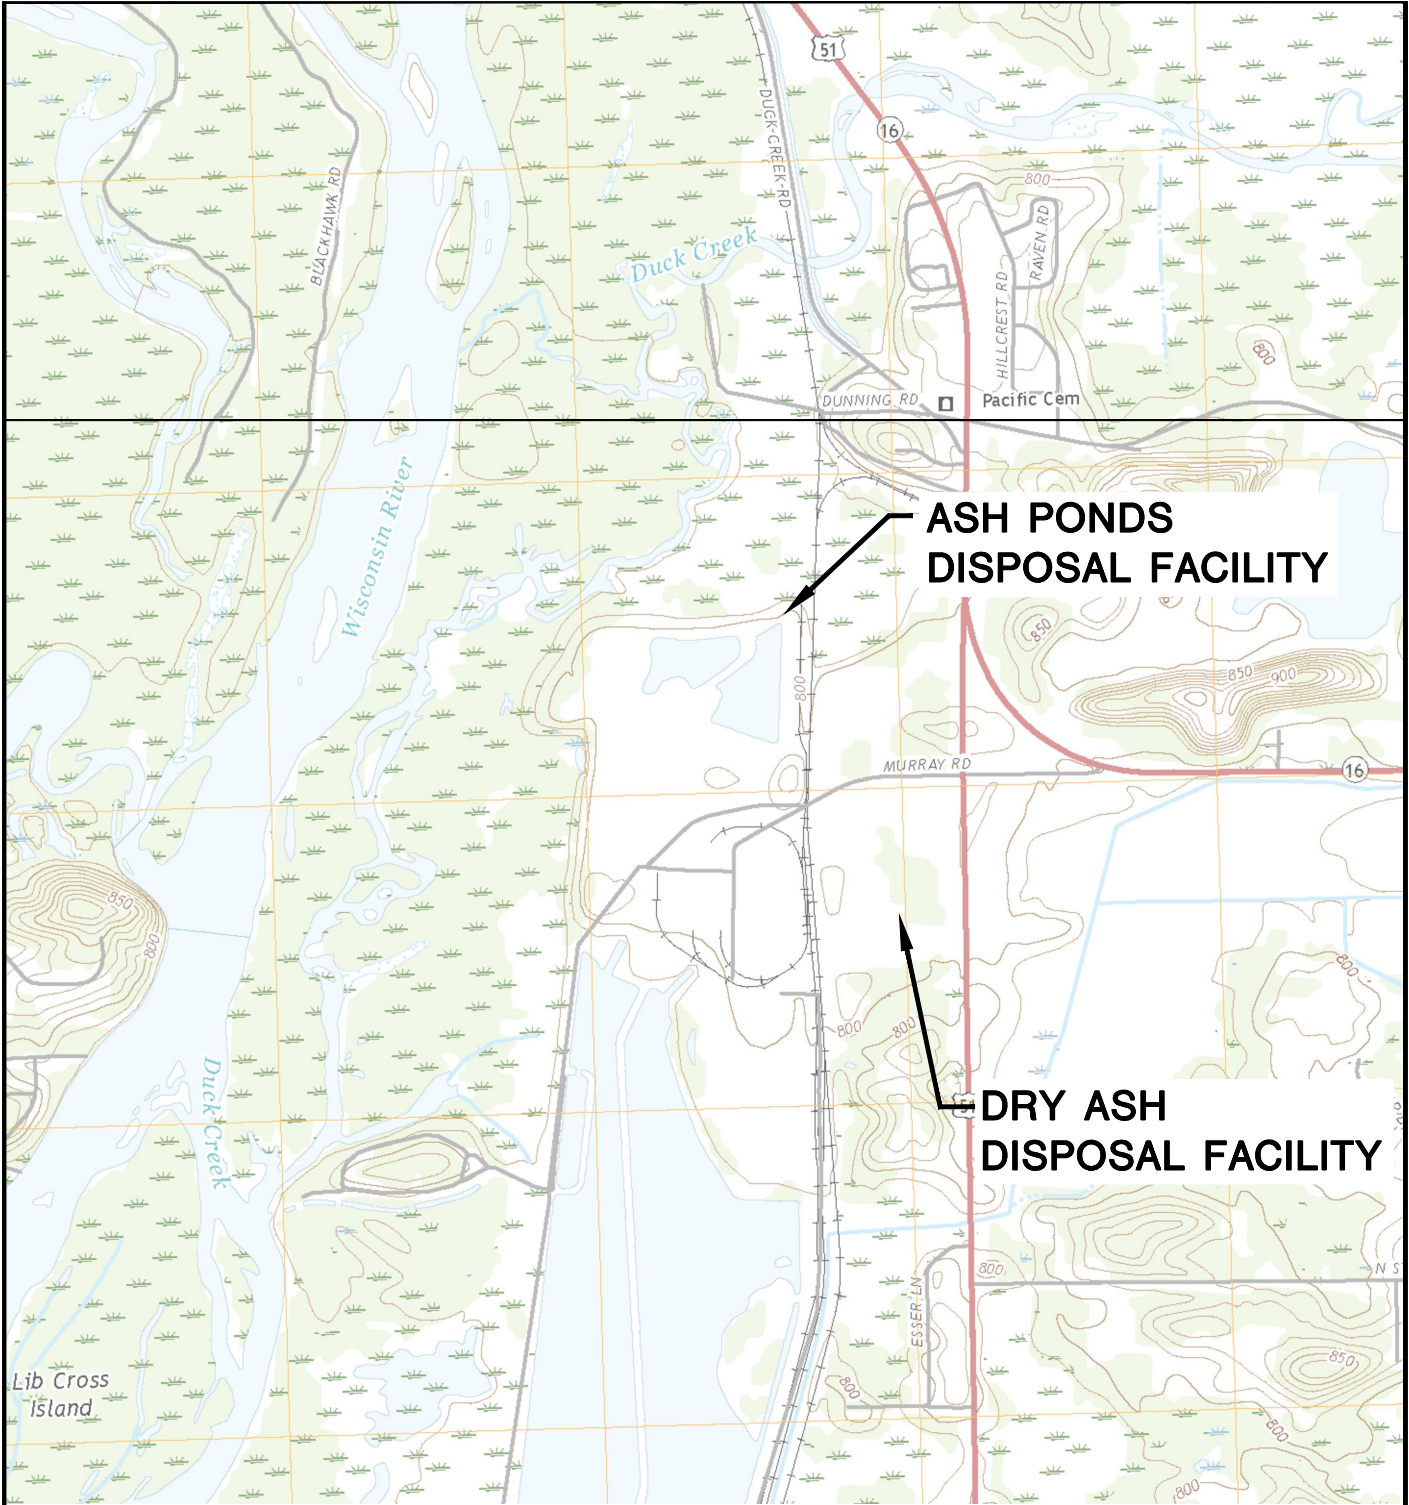 51
DUCK-CREEK-RD
16
BLACKHAWK RD
800
RAVEN RD
Duck Creek
HILLCREST RD
800
DUNNING RD
Pacific Cem
Wisconsin River
ASH PONDS
DISPOSAL FACILITY
850
850
900
800
MURRAY RD
16
850
800
800
800
800
Duck Creek
DRY ASH
DISPOSAL FACILITY
800
N S
ESSER LN
850
Lib Cross
Island
800
800
800